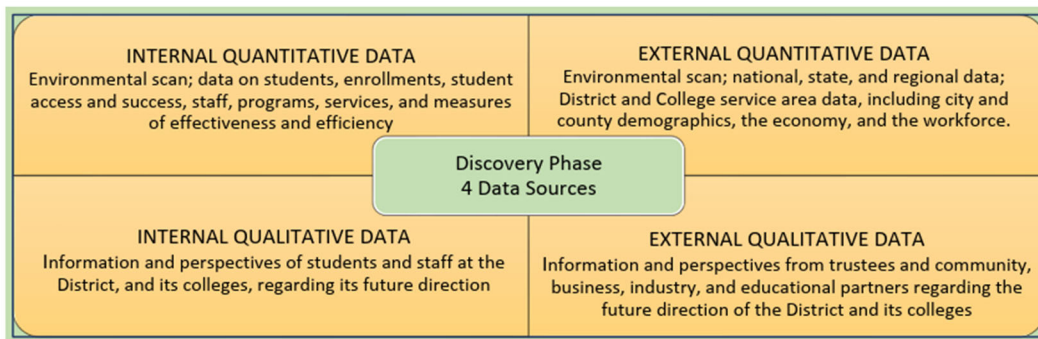 INTERNAL QUANTITATIVE DATA
Environmental scan; data on students, enrollments, student
access and success, staff, programs, services, and measures
of effectiveness and efficiency
EXTERNAL QUANTITATIVE DATA
Environmental scan; national, state, and regional data;
District and College service area data, including city and
county demographics, the economy, and the workforce.
Discovery Phase
4 Data Sources
INTERNAL QUALITATIVE DATA
Information and perspectives of students and staff at the
District, and its colleges, regarding its future direction
EXTERNAL QUALITATIVE DATA
Information and perspectives from trustees and community,
business, industry, and educational partners regarding the
future direction of the District and its colleges